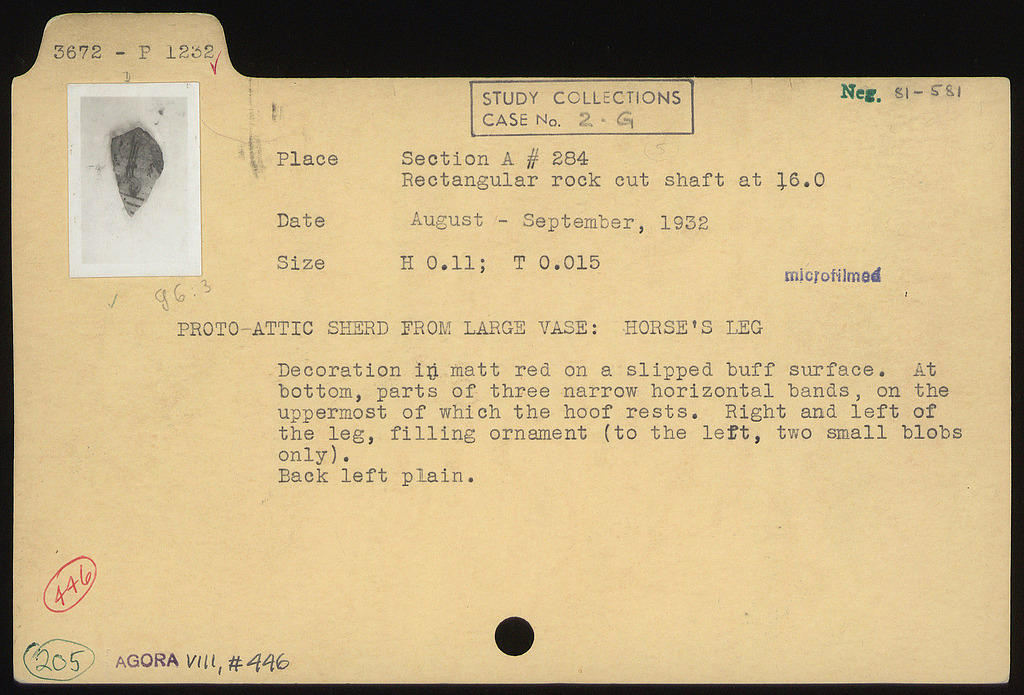 3672 - P 1232
D
STUDY COLLECTIONS
CASE No. 2 - G
Neg. 81-581
Place Section A # 284
Rectangular rock cut shaft at 16.0
Date August - September, 1932
Size H 0.11; T 0.015
microfilmed
96:3
PROTO-ATTIC SHERD FROM LARGE VASE: HORSE'S LEG
Decoration in matt red on a slipped buff surface. At
bottom, parts of three narrow horizontal bands, on the
uppermost of which the hoof rests. Right and left of
the leg, filling ornament (to the left, two small blobs
only).
Back left plain.
446
205
AGORA VIII, #446